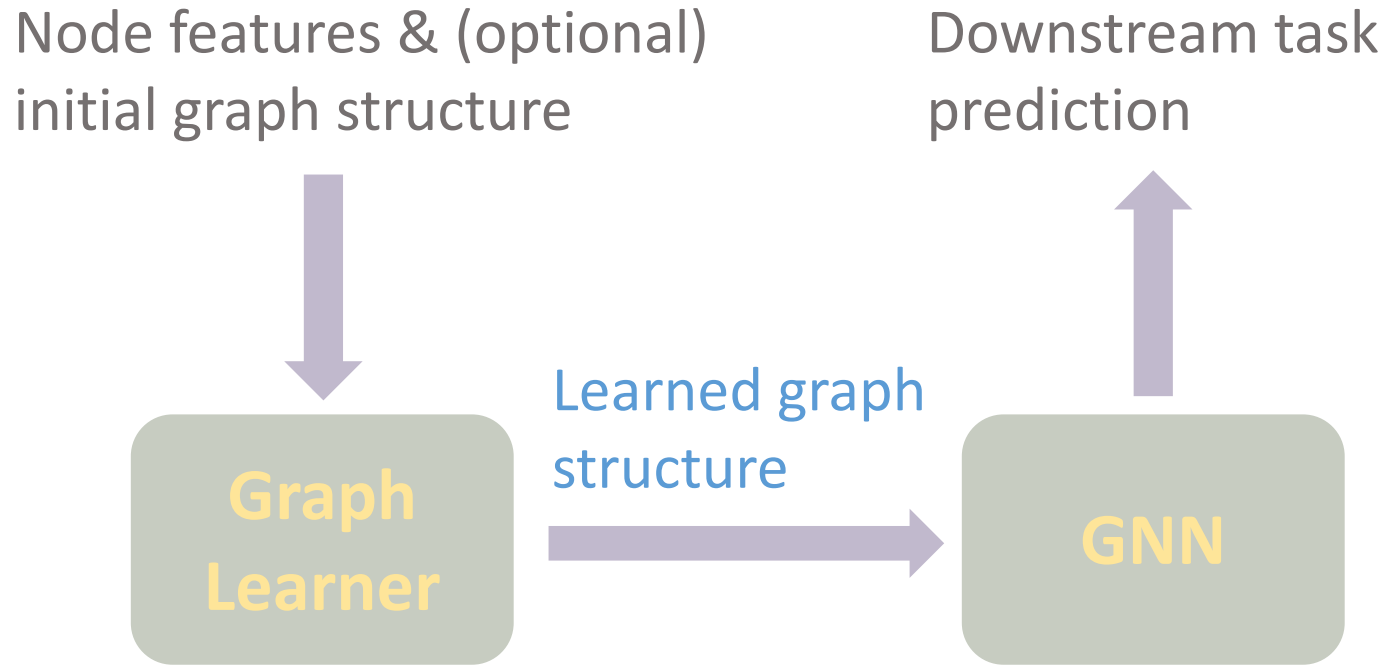 Node features & (optional)
initial graph structure
Downstream task
prediction
Learned graph
structure
Graph
Learner
GNN